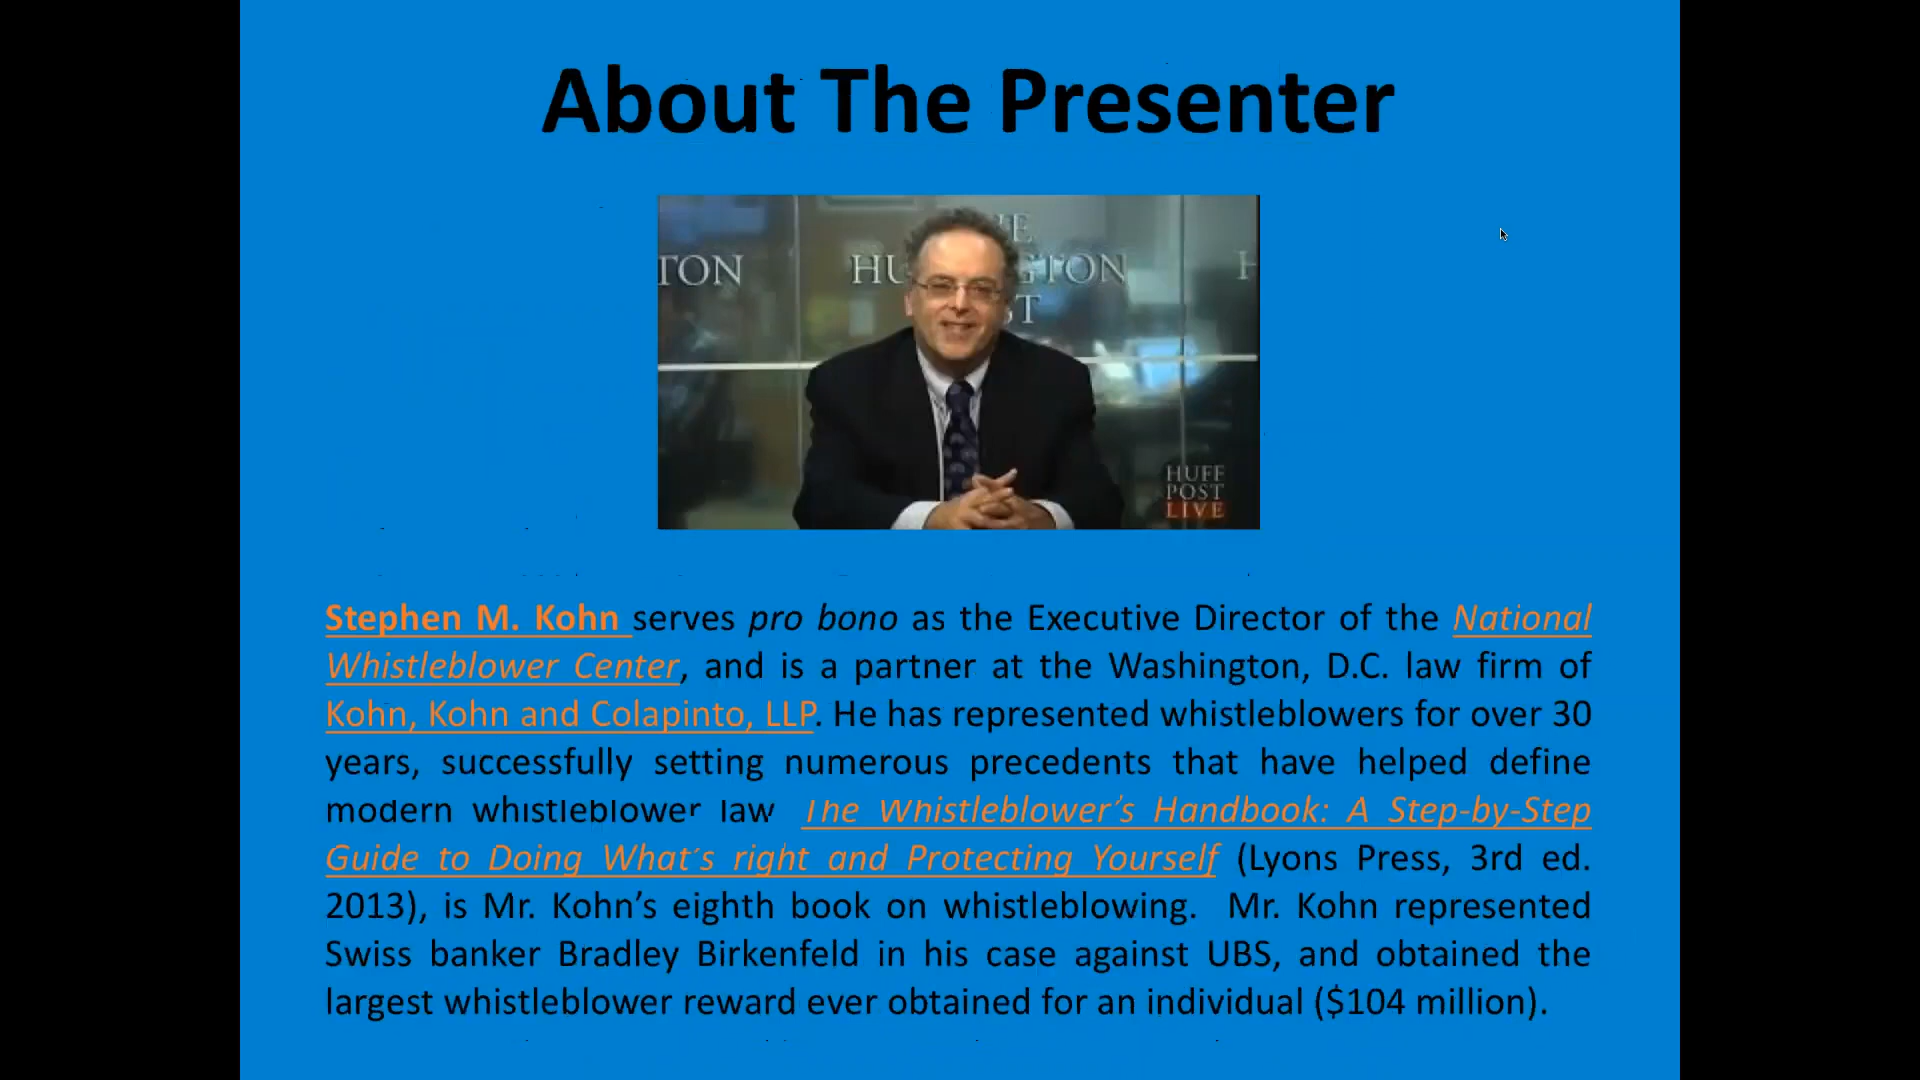 About The Presenter
TON
HU GTON
H
HUFF
POST
LIVE
Stephen M. Kohn serves pro bono as the Executive Director of the National
Whistleblower Center, and is a partner at the Washington, D.C. law firm of
Kohn, Kohn and Colapinto, LLP. He has represented whistleblowers for over 30
years, successfully setting numerous precedents that have helped define
modern whistleblower law The Whistleblower’s Handbook: A Step-by-Step
Guide to Doing What’s right and Protecting Yourself (Lyons Press, 3rd ed.
2013), is Mr. Kohn’s eighth book on whistleblowing. Mr. Kohn represented
Swiss banker Bradley Birkenfeld in his case against UBS, and obtained the
largest whistleblower reward ever obtained for an individual ($104 million).